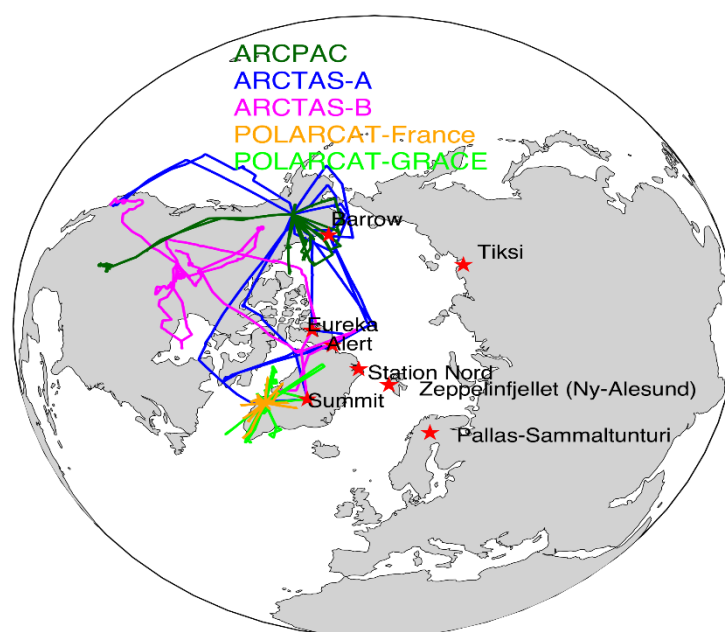 ARCPAC
ARCTAS-A
ARCTAS-B
POLARCAT-France
POLARCAT-GRACE
Barrow
Tiksi
Eureka
Alert
Station Nord
Zeppelinfjellet (Ny-Alesund)
Summit
Pallas-Sammaltunturi